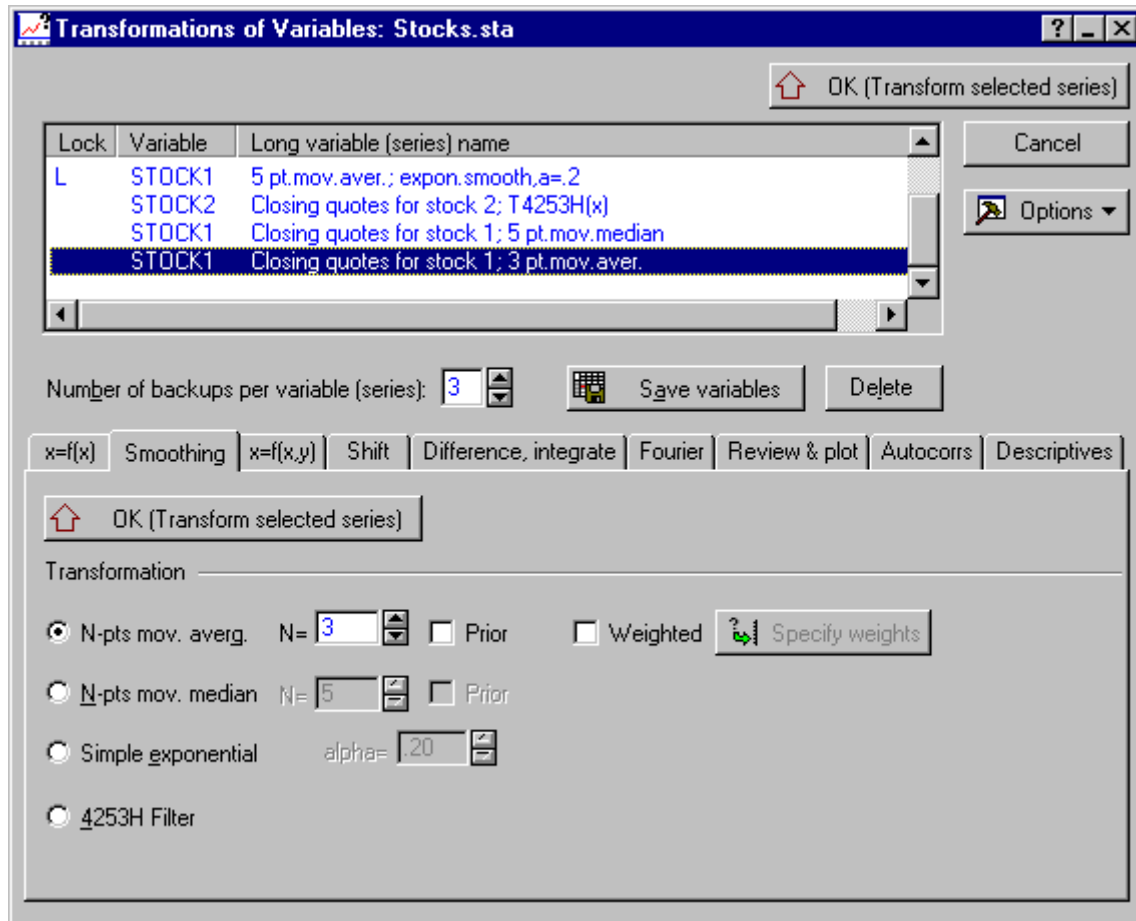 Transformations of Variables: Stocks.sta
OK (Transform selected series)
Lock Variable Long variable (series) name
L STOCK1 5 pt.mov.aver.; expon.smooth,a=.2
STOCK2 Closing quotes for stock 2; T4253H(x)
STOCK1 Closing quotes for stock 1; 5 pt.mov.median
STOCK1 Closing quotes for stock 1; 3 pt.mov.aver.
Cancel
Options
Number of backups per variable (series): 3 Save variables Delete
x=f(x) Smoothing x=f(x,y) Shift Difference, integrate Fourier Review & plot Autocorrs Descriptives
OK (Transform selected series)
Transformation
N-pts mov. averg. N= 3 Prior Weighted Specify weights
N-pts mov. median N= 5 Prior
Simple exponential alpha= .20
4253H Filter